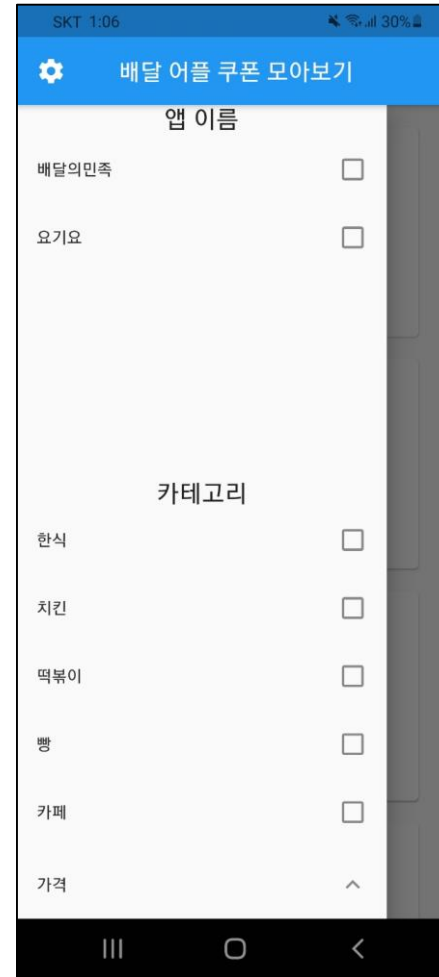 SKT 1:06 30%
배달 어플 쿠폰 모아보기
앱 이름
배달의민족
요기요
카테고리
한식
치킨
떡볶이
빵
카페
가격